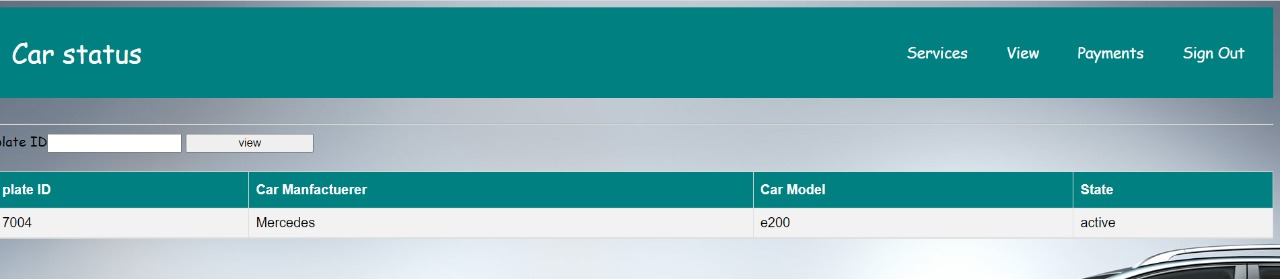 Car status
Services View Payments Sign Out
plate ID view
plate ID Car Manfactuerer Car Model State
7004 Mercedes e200 active